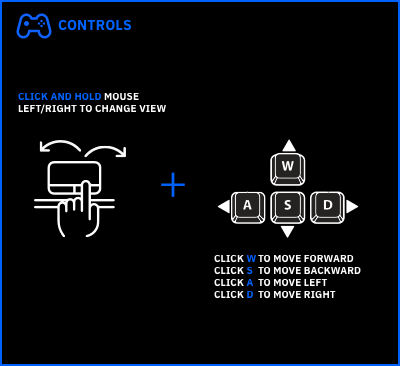 CONTROLS
CLICK AND HOLD MOUSE
LEFT/RIGHT TO CHANGE VIEW
W
A S D
CLICK W TO MOVE FORWARD
CLICK S TO MOVE BACKWARD
CLICK A TO MOVE LEFT
CLICK D TO MOVE RIGHT